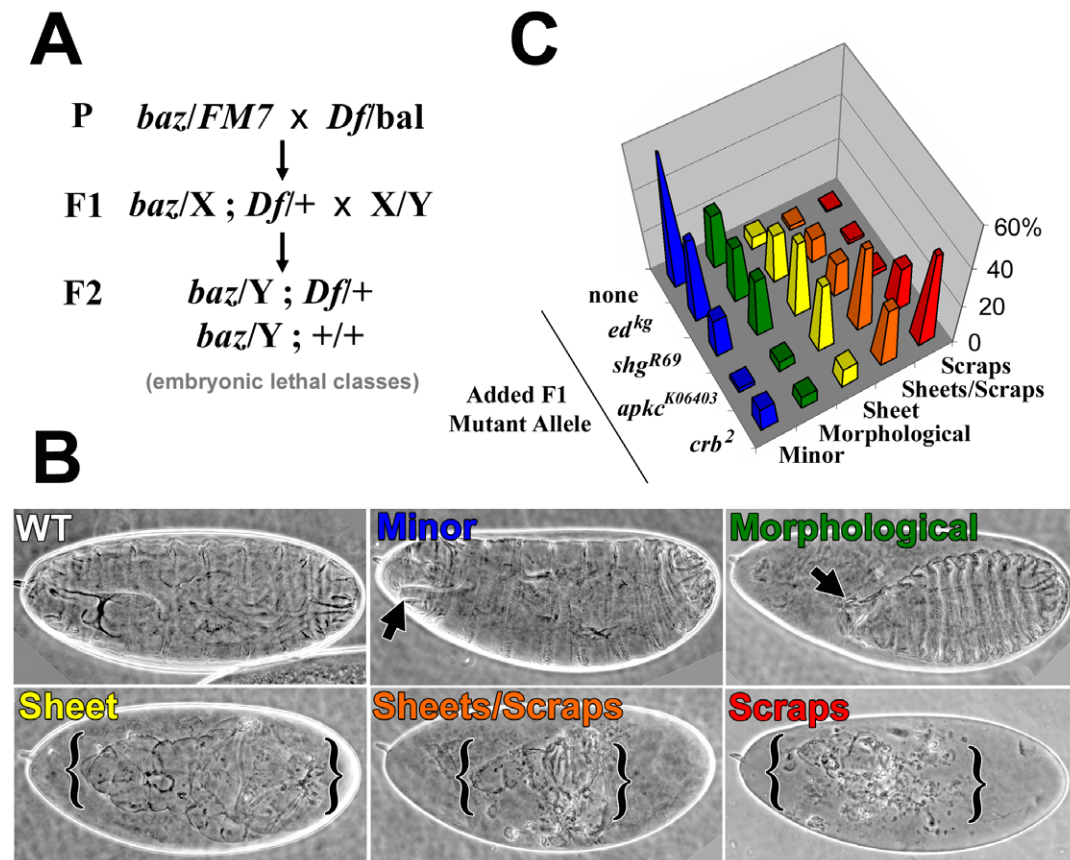 A
P baz/FM7 x Df/bal
F1 baz/X ; Df/+ x X/Y
F2 baz/Y ; Df/+
baz/Y ; +/+
(embryonic lethal classes)
C
60%
40
20
0
none
ed^kg
shg^R69
apkc^K06403
crb^2
Added F1
Mutant Allele
Scraps
Sheets/Scraps
Sheet
Morphological
Minor
B
WT
Minor
Morphological
Sheet
Sheets/Scraps
Scraps